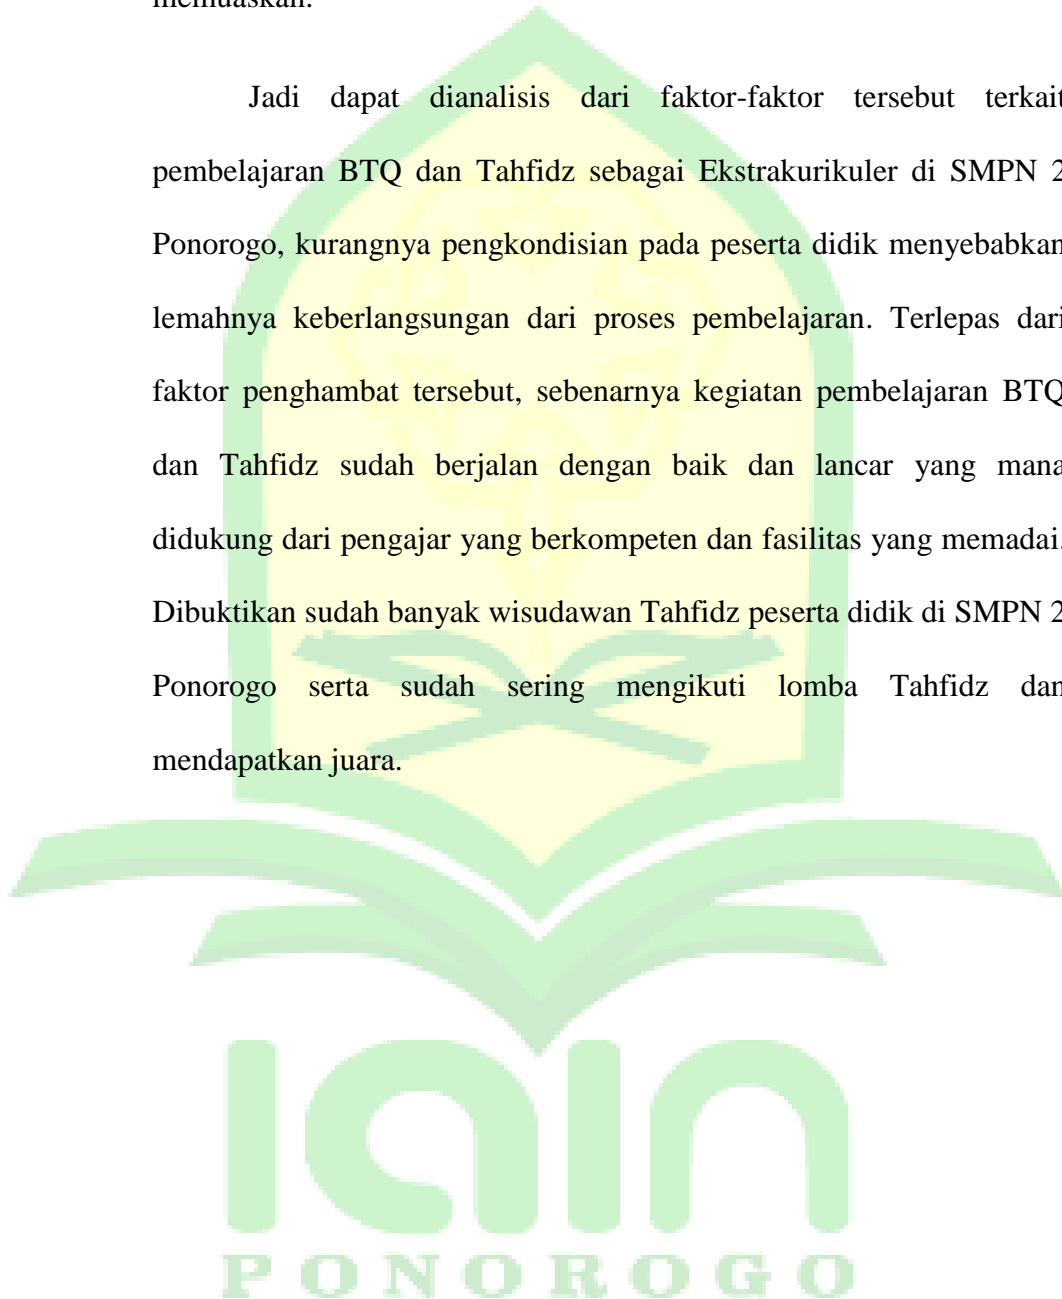 memuaskan.
Jadi dapat dianalisis dari faktor-faktor tersebut terkait
pembelajaran BTQ dan Tahfidz sebagai Ekstrakurikuler di SMPN 2
Ponorogo, kurangnya pengkondisian pada peserta didik menyebabkan
lemahnya keberlangsungan dari proses pembelajaran. Terlepas dari
faktor penghambat tersebut, sebenarnya kegiatan pembelajaran BTQ
dan Tahfidz sudah berjalan dengan baik dan lancar yang mana
didukung dari pengajar yang berkompeten dan fasilitas yang memadai.
Dibuktikan sudah banyak wisudawan Tahfidz peserta didik di SMPN 2
Ponorogo serta sudah sering mengikuti lomba Tahfidz dan
mendapatkan juara.
iain
PONOROGO